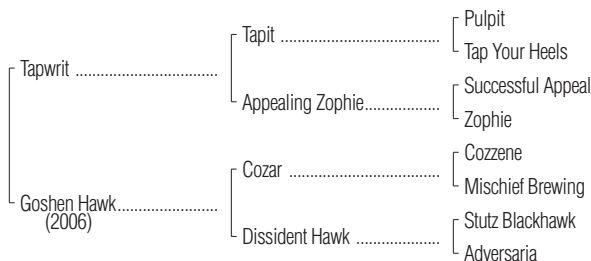 Pulpit
Tapit
Tap Your Heels
Tapwrit
Successful Appeal
Appealing Zophie
Zophie
Cozzene
Cozar
Mischief Brewing
Goshen Hawk
(2006)
Stutz Blackhawk
Dissident Hawk
Adversaria